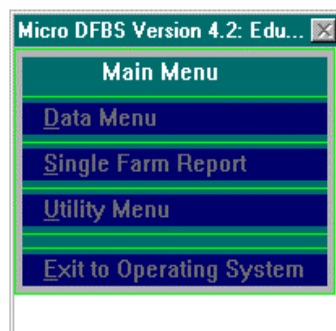 Micro DFBS Version 4.2: Edu...
Main Menu
Data Menu
Single Farm Report
Utility Menu
Exit to Operating System